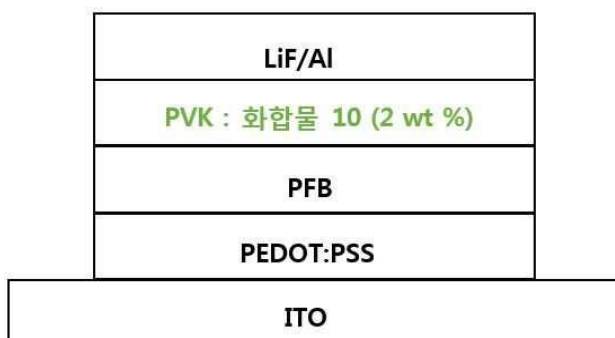 LiF/Al
PVK : 화합물 10 (2 wt %)
PFB
PEDOT:PSS
ITO